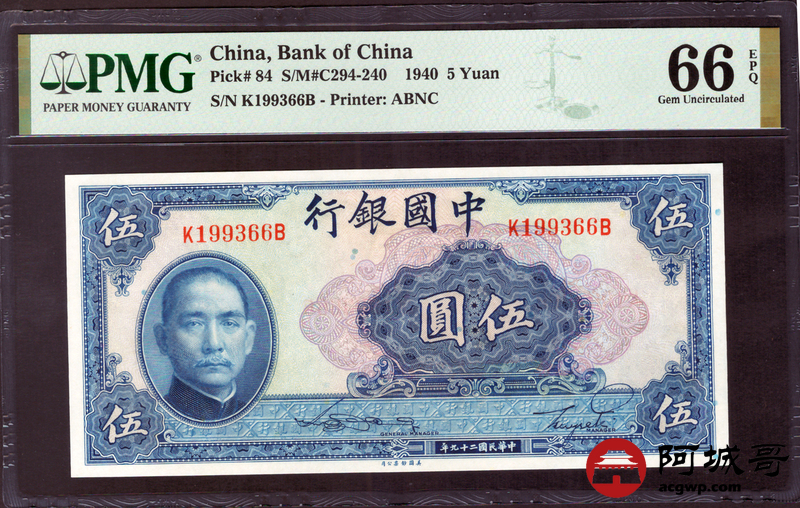 PMG®
PAPER MONEY GUARANTY
China, Bank of China
Pick# 84 S/M#C294-240 1940 5 Yuan
S/N K199366B - Printer: ABNC
66
EPQ
Gem Uncirculated
伍
中國銀行
伍
K199366B
K199366B
伍圓
伍
伍
GENERAL MANAGER
MANAGER
中華民國二十九年
阿城哥
acgwp.com